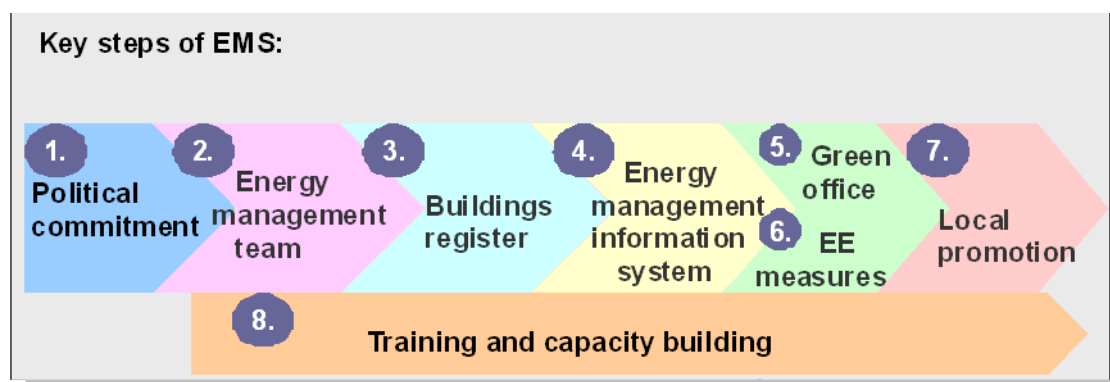 Key steps of EMS:
1.
Political
commitment
2.
Energy
management
team
3.
Buildings
register
4.
Energy
management
information
system
5.
Green
office
6.
EE
measures
7.
Local
promotion
8.
Training and capacity building